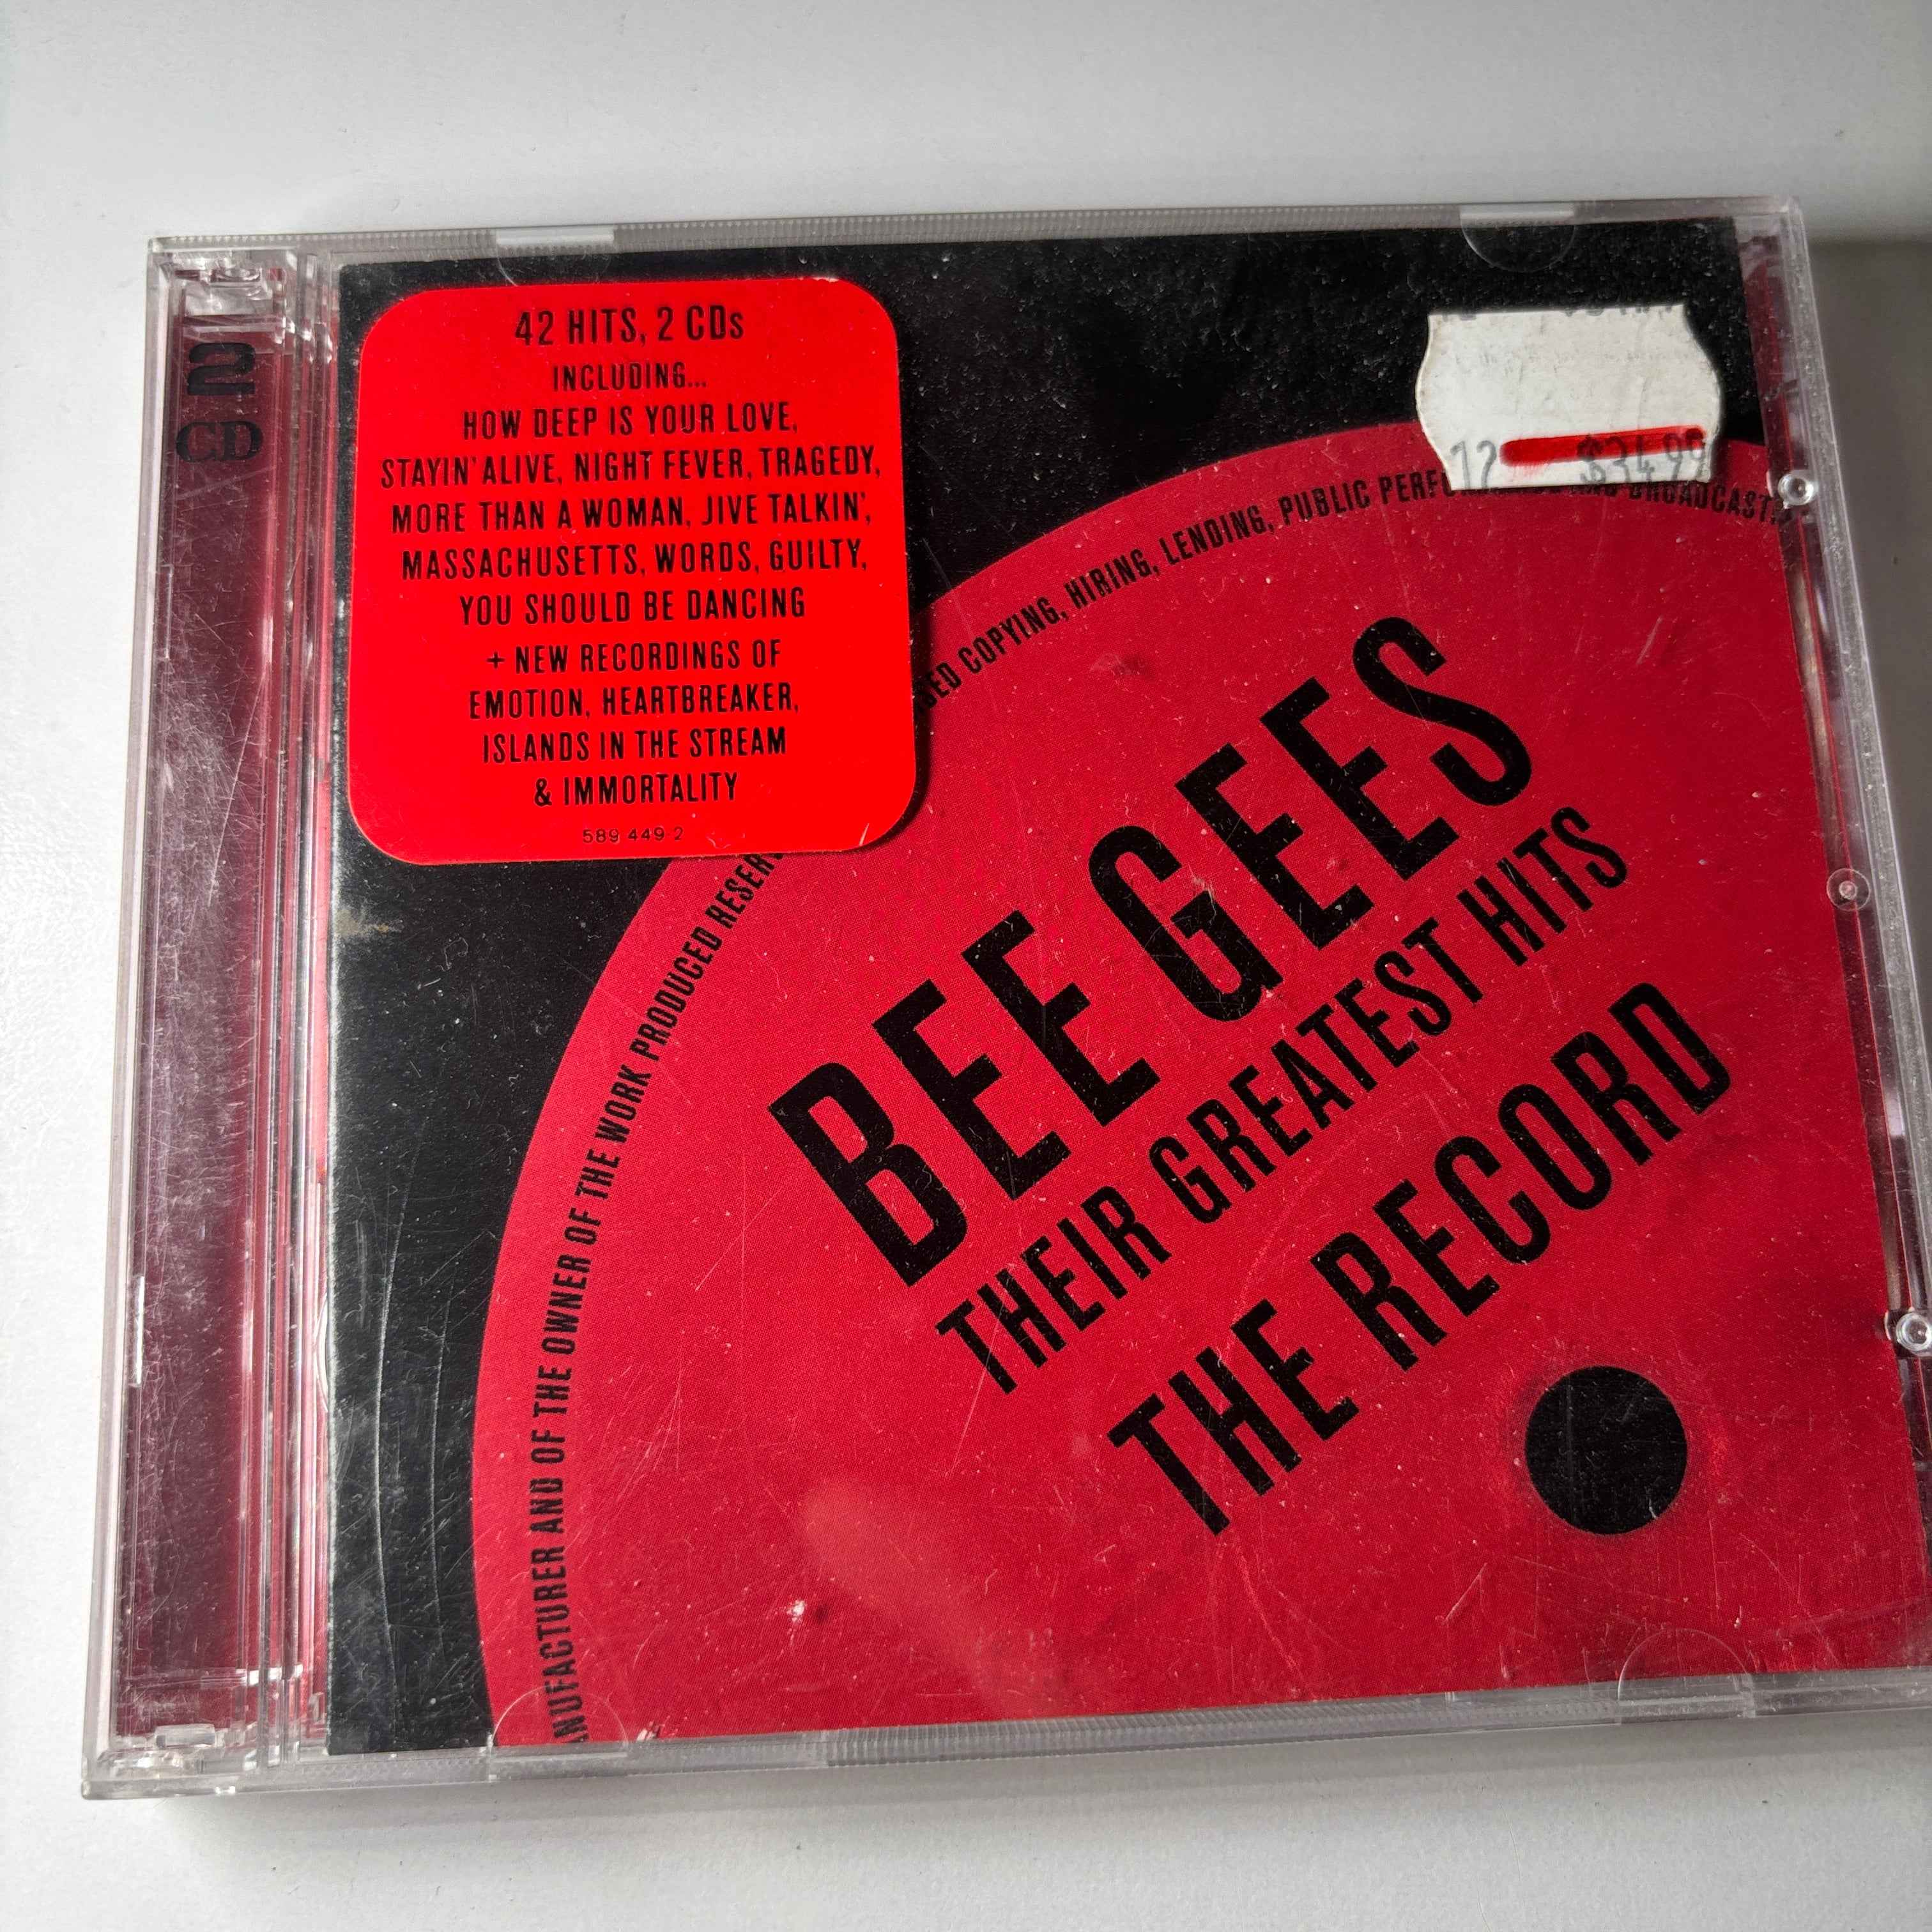 2
CD
42 HITS, 2 CDs
INCLUDING...
HOW DEEP IS YOUR LOVE,
STAYIN' ALIVE, NIGHT FEVER, TRAGEDY,
MORE THAN A WOMAN, JIVE TALKIN',
MASSACHUSETTS, WORDS, GUILTY,
YOU SHOULD BE DANCING
+ NEW RECORDINGS OF
EMOTION, HEARTBREAKER,
ISLANDS IN THE STREAM
& IMMORTALITY
589 449 2
12 $34.99
ANUFACTURER AND OF THE OWNER OF THE WORK PRODUCED RESER COPYING, HIRING, LENDING, PUBLIC PERF BROADCAST
BEE GEES
THEIR GREATEST HITS
THE RECORD